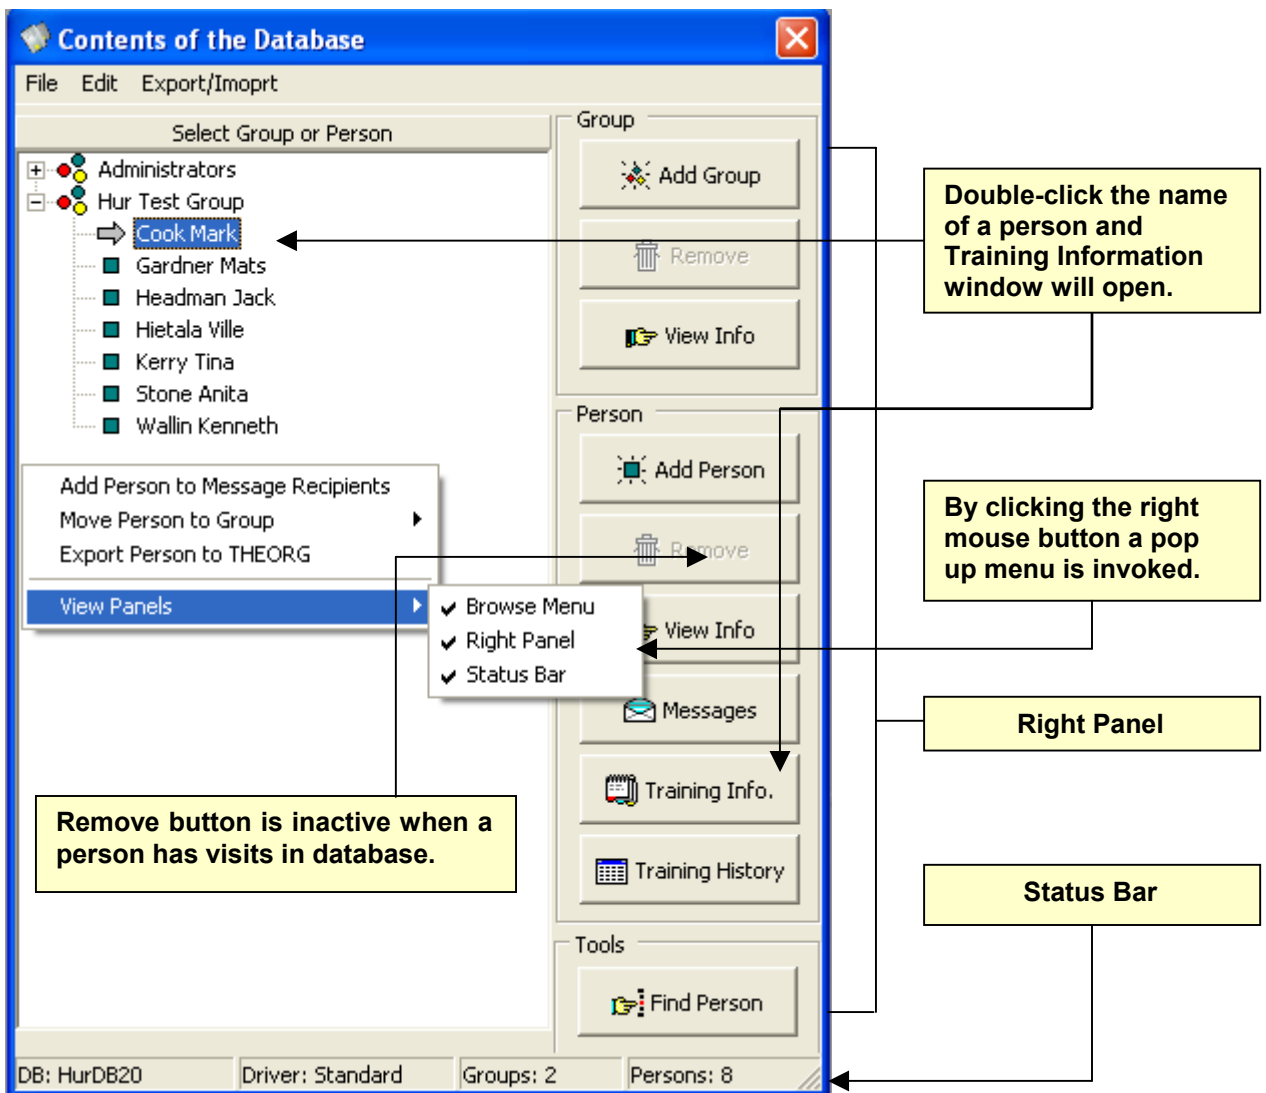 Contents of the Database
File Edit Export/Imoprt
Select Group or Person
Administrators
Hur Test Group
Cook Mark
Gardner Mats
Headman Jack
Hietala Ville
Kerry Tina
Stone Anita
Wallin Kenneth
Add Person to Message Recipients
Move Person to Group
Export Person to THEORG
View Panels
Browse Menu
Right Panel
Status Bar
Remove button is inactive when a
person has visits in database.
Group
Add Group
Remove
View Info
Person
Add Person
Remove
View Info
Messages
Training Info.
Training History
Tools
Find Person
DB: HurDB20 Driver: Standard Groups: 2 Persons: 8
Double-click the name
of a person and
Training Information
window will open.
By clicking the right
mouse button a pop
up menu is invoked.
Right Panel
Status Bar